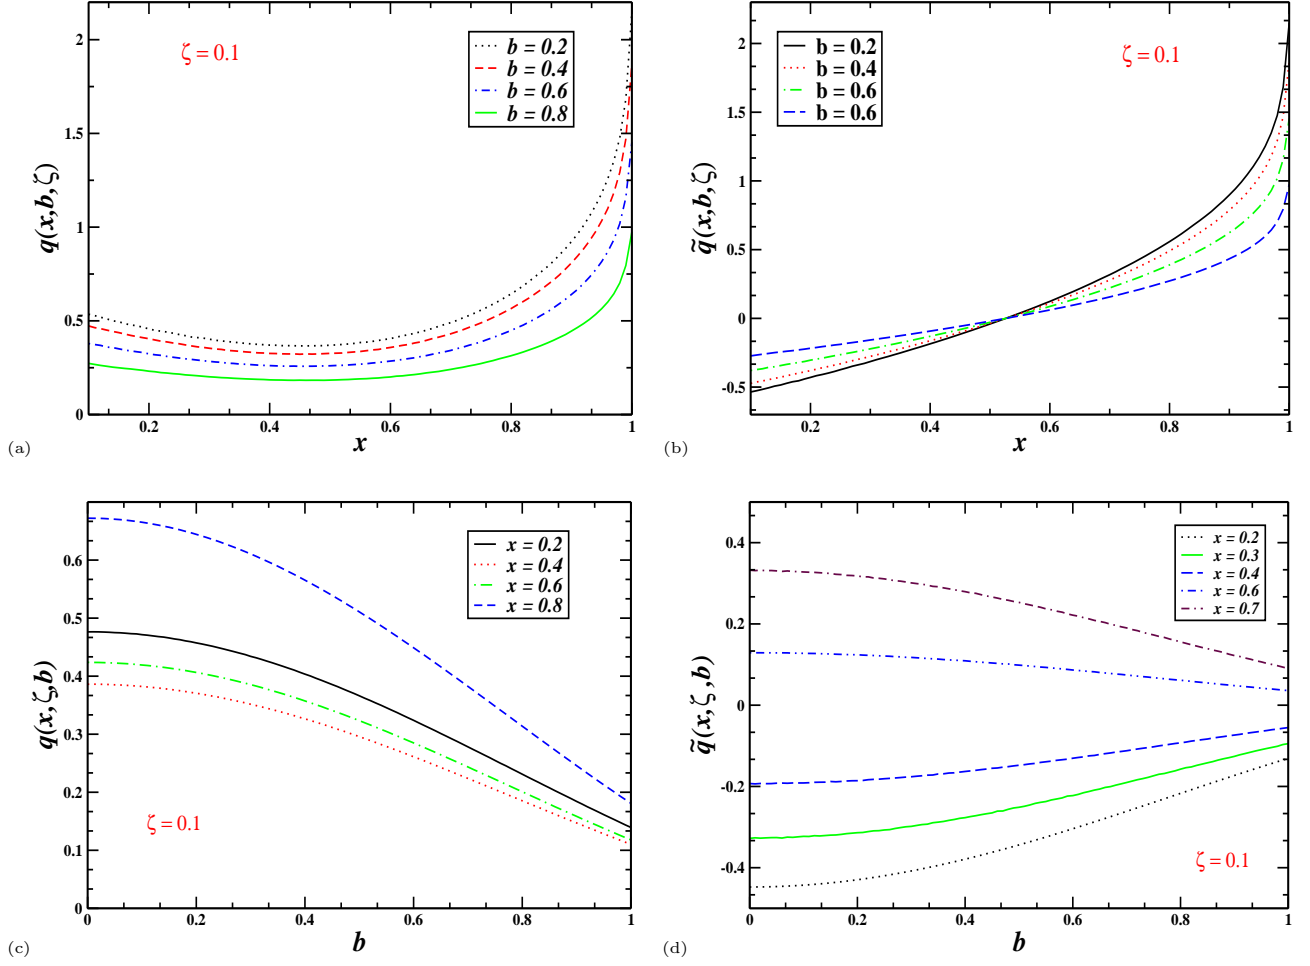 2
1.5
1
0.5
0
q(x,b,ζ)
ζ = 0.1
b = 0.2
b = 0.4
b = 0.6
b = 0.8
0.2 0.4 0.6 0.8 1
x
(a)
2
1.5
1
0.5
0
-0.5
q̃(x,b,ζ)
b = 0.2
b = 0.4
b = 0.6
b = 0.6
ζ = 0.1
0.2 0.4 0.6 0.8 1
x
(b)
0.6
0.5
0.4
0.3
0.2
0.1
0
q(x,ζ,b)
x = 0.2
x = 0.4
x = 0.6
x = 0.8
ζ = 0.1
0 0.2 0.4 0.6 0.8 1
b
(c)
0.4
0.2
0
-0.2
-0.4
q̃(x,ζ,b)
x = 0.2
x = 0.3
x = 0.4
x = 0.6
x = 0.7
ζ = 0.1
0 0.2 0.4 0.6 0.8 1
b
(d)